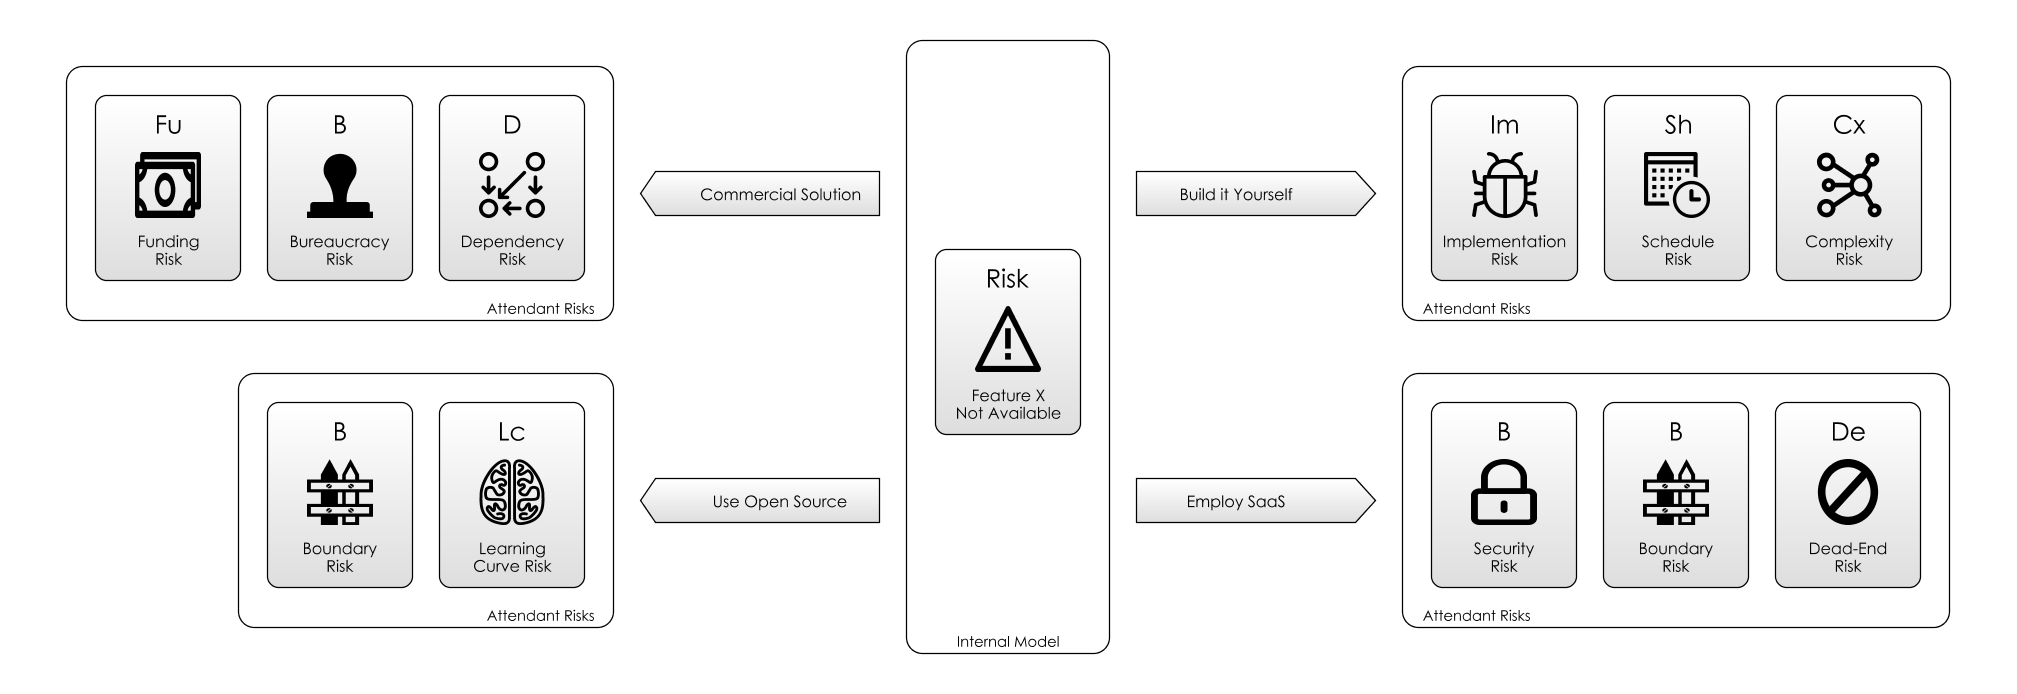 Fu
Funding
Risk
B
Bureaucracy
Risk
D
Dependency
Risk
Attendant Risks
Commercial Solution
B
Boundary
Risk
Lc
Learning
Curve Risk
Attendant Risks
Use Open Source
Risk
Feature X
Not Available
Internal Model
Build it Yourself
Im
Implementation
Risk
Sh
Schedule
Risk
Cx
Complexity
Risk
Attendant Risks
Employ SaaS
B
Security
Risk
B
Boundary
Risk
De
Dead-End
Risk
Attendant Risks